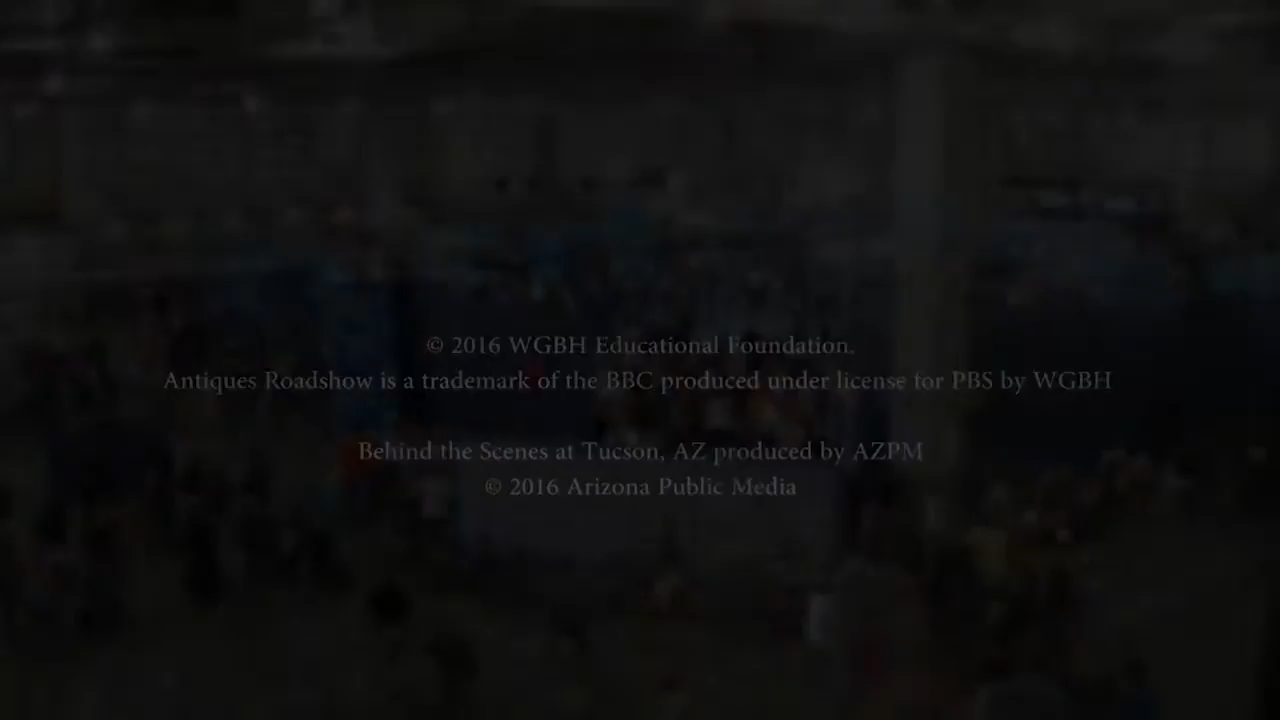 © 2016 WGBH Educational Foundation.
Antiques Roadshow is a trademark of the BBC produced under license for PBS by WGBH
Behind the Scenes at Tucson, AZ produced by AZPM
© 2016 Arizona Public Media